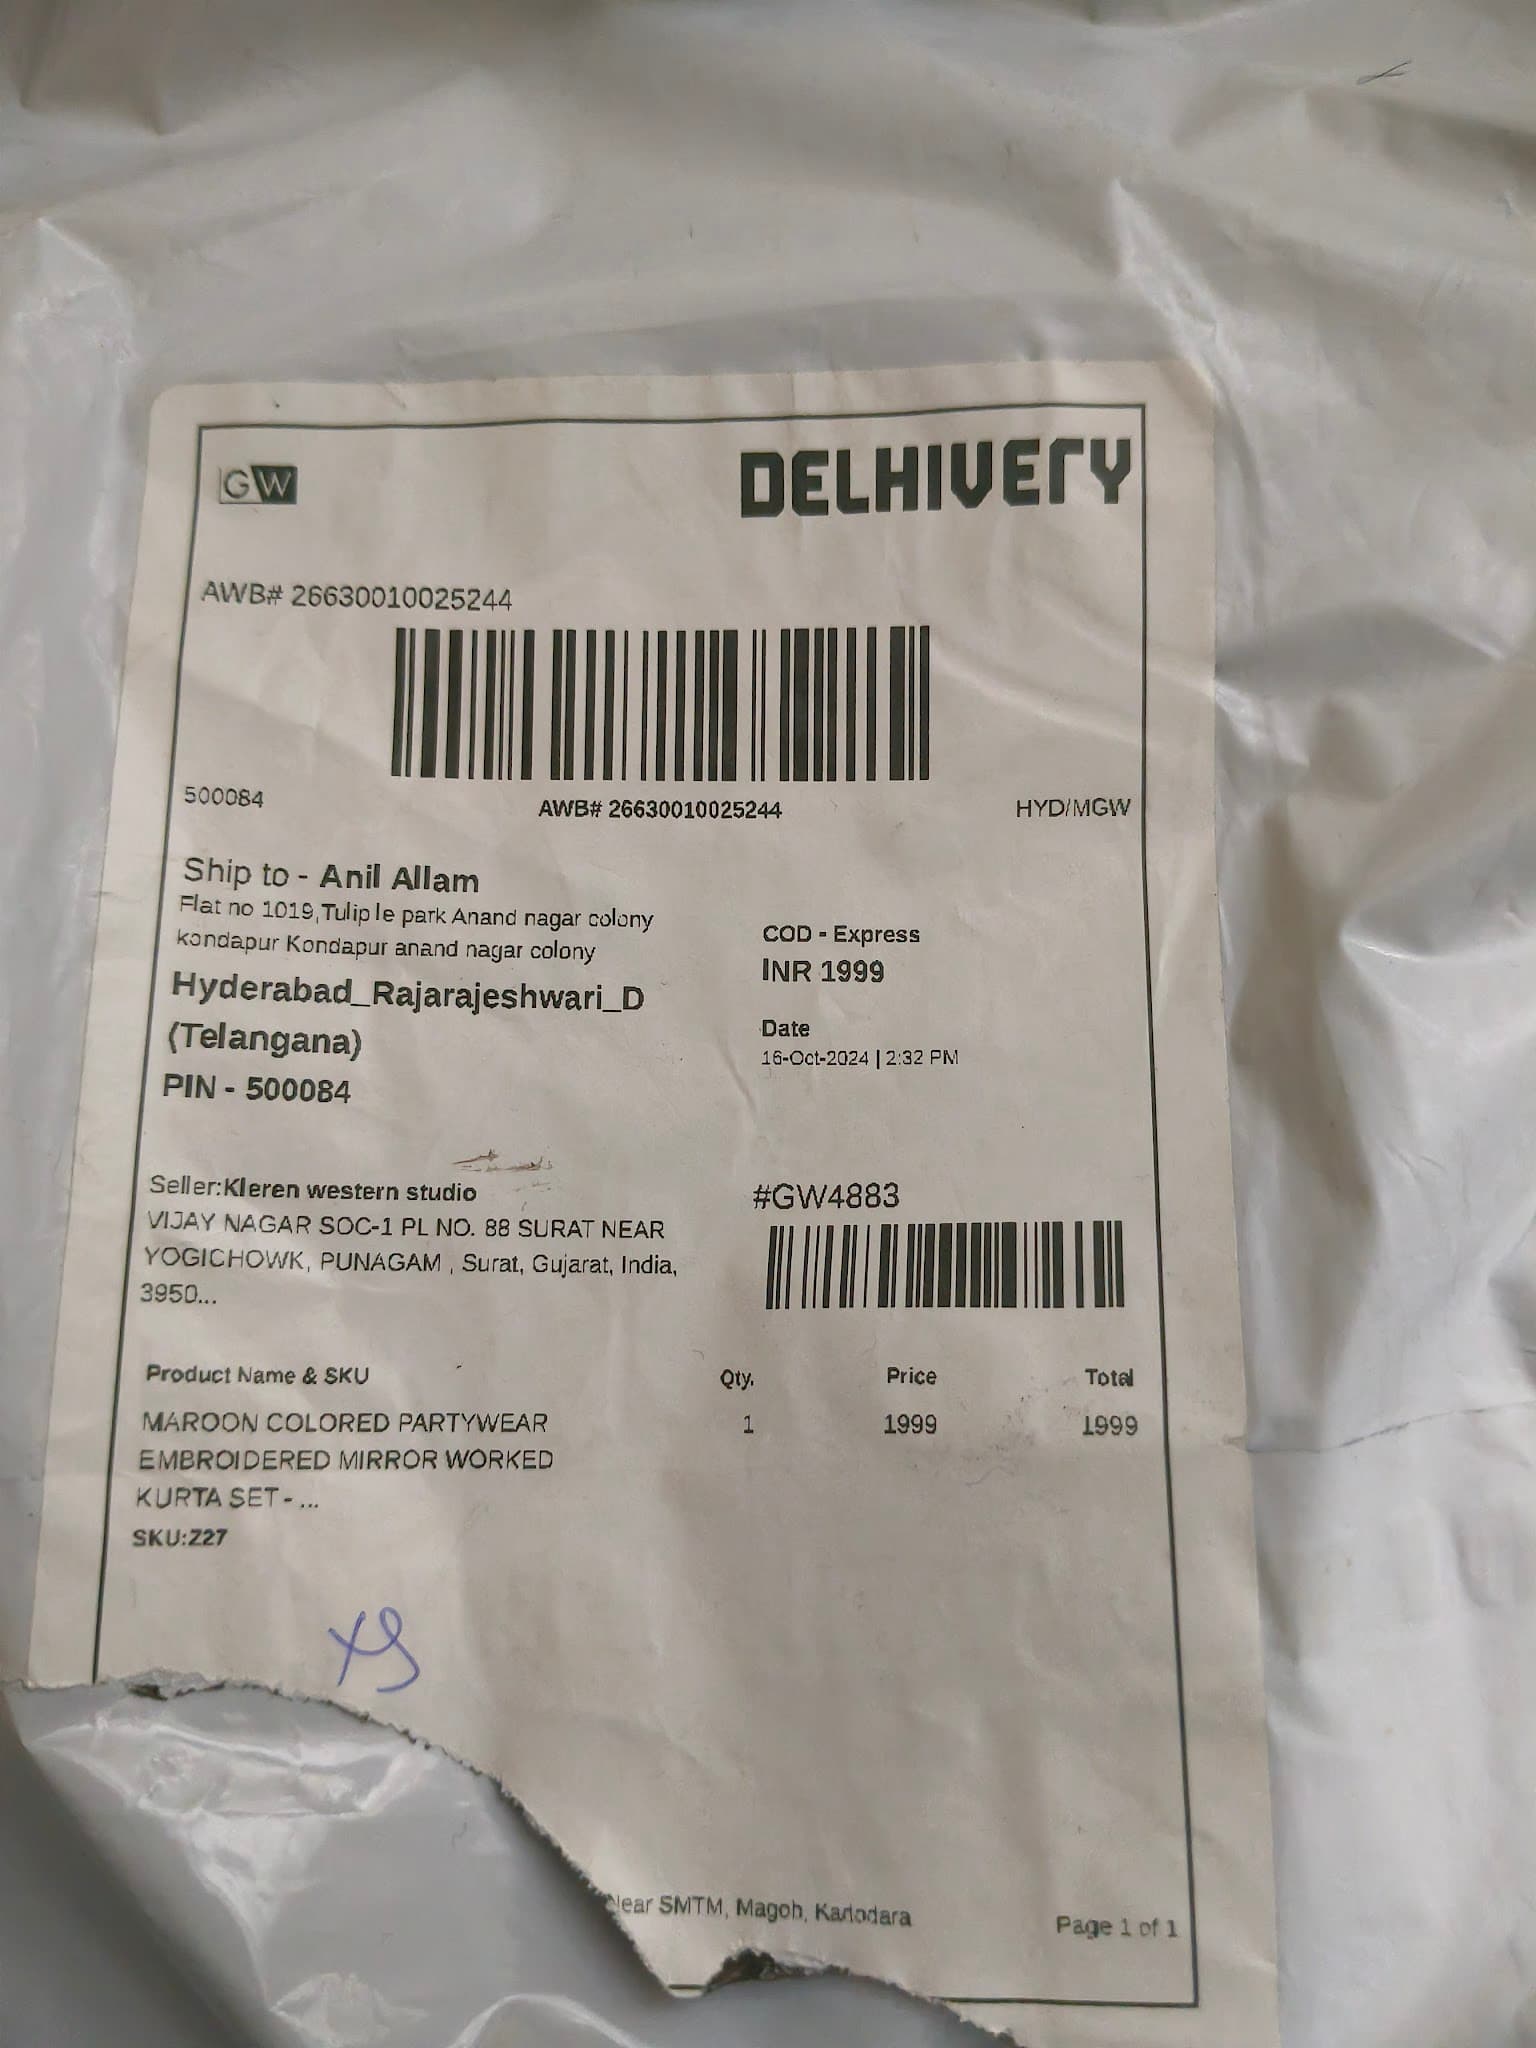 GW
DELHIVERY
AWB# 26630010025244
500084
AWB# 26630010025244
HYD/MGW
Ship to - Anil Allam
Flat no 1019,Tulip le park Anand nagar colony
kondapur Kondapur anand nagar colony
Hyderabad_Rajarajeshwari_D
(Telangana)
PIN - 500084
COD - Express
INR 1999
Date
16-Oct-2024 | 2:32 PM
Seller:Kleren western studio
VIJAY NAGAR SOC-1 PL NO. 88 SURAT NEAR
YOGICHOWK, PUNAGAM , Surat, Gujarat, India,
3950...
#GW4883
Product Name & SKU Qty. Price Total
MAROON COLORED PARTYWEAR 1 1999 1999
EMBROIDERED MIRROR WORKED
KURTA SET - ...
SKU:Z27
XS
Near SMTM, Magoh, Karlodara
Page 1 of 1